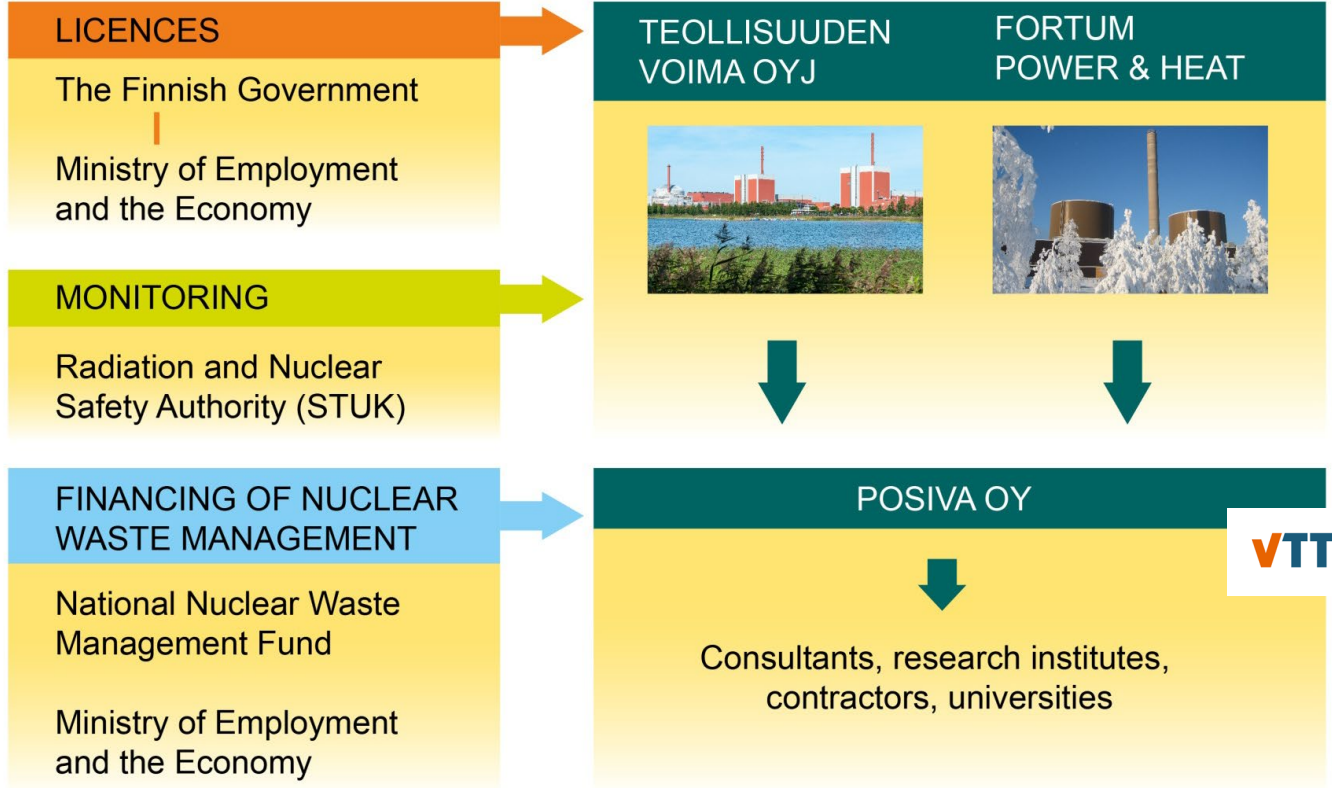 LICENCES
The Finnish Government
Ministry of Employment
and the Economy
MONITORING
Radiation and Nuclear
Safety Authority (STUK)
FINANCING OF NUCLEAR
WASTE MANAGEMENT
National Nuclear Waste
Management Fund
Ministry of Employment
and the Economy
TEOLLISUUDEN
VOIMA OYJ
FORTUM
POWER & HEAT
POSIVA OY
VTT
Consultants, research institutes,
contractors, universities